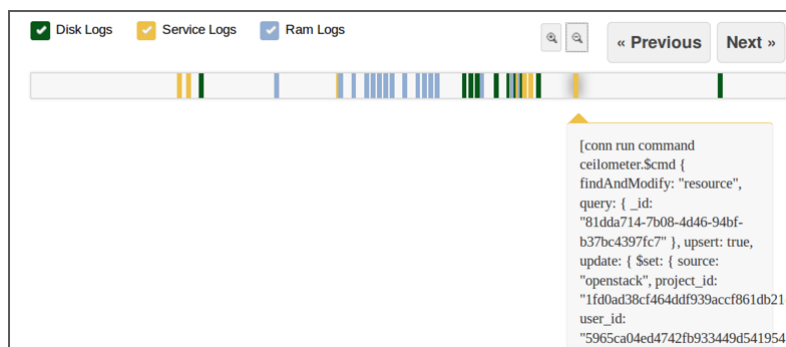 Disk Logs Service Logs Ram Logs
« Previous Next »
[conn run command
ceilometer.$cmd {
findAndModify: "resource",
query: { _id:
"81dda714-7b08-4d46-94bf-
b37bc4397fc7" }, upsert: true,
update: { $set: { source:
"openstack", project_id:
"1fd0ad38cf464ddf939accf861db21
user_id:
"5965ca04ed4742fb933449d541954